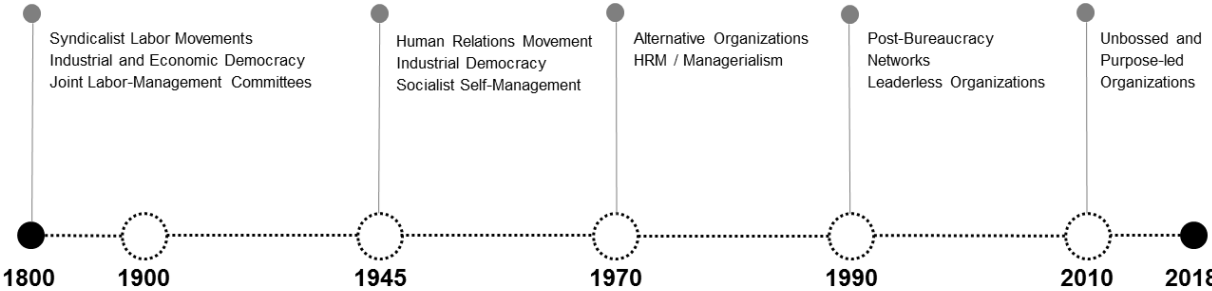 Syndicalist Labor Movements
Industrial and Economic Democracy
Joint Labor-Management Committees
Human Relations Movement
Industrial Democracy
Socialist Self-Management
Alternative Organizations
HRM / Managerialism
Post-Bureaucracy
Networks
Leaderless Organizations
Unbossed and
Purpose-led
Organizations
1800 1900 1945 1970 1990 2010 2018